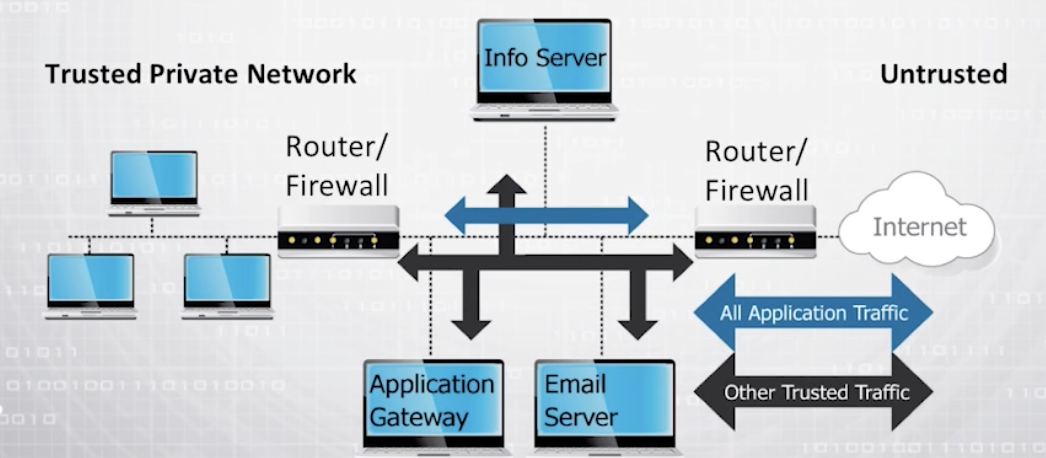 Info Server
Trusted Private Network
Untrusted
Router/
Firewall
Router/
Firewall
Internet
All Application Traffic
Other Trusted Traffic
Application
Gateway
Email
Server